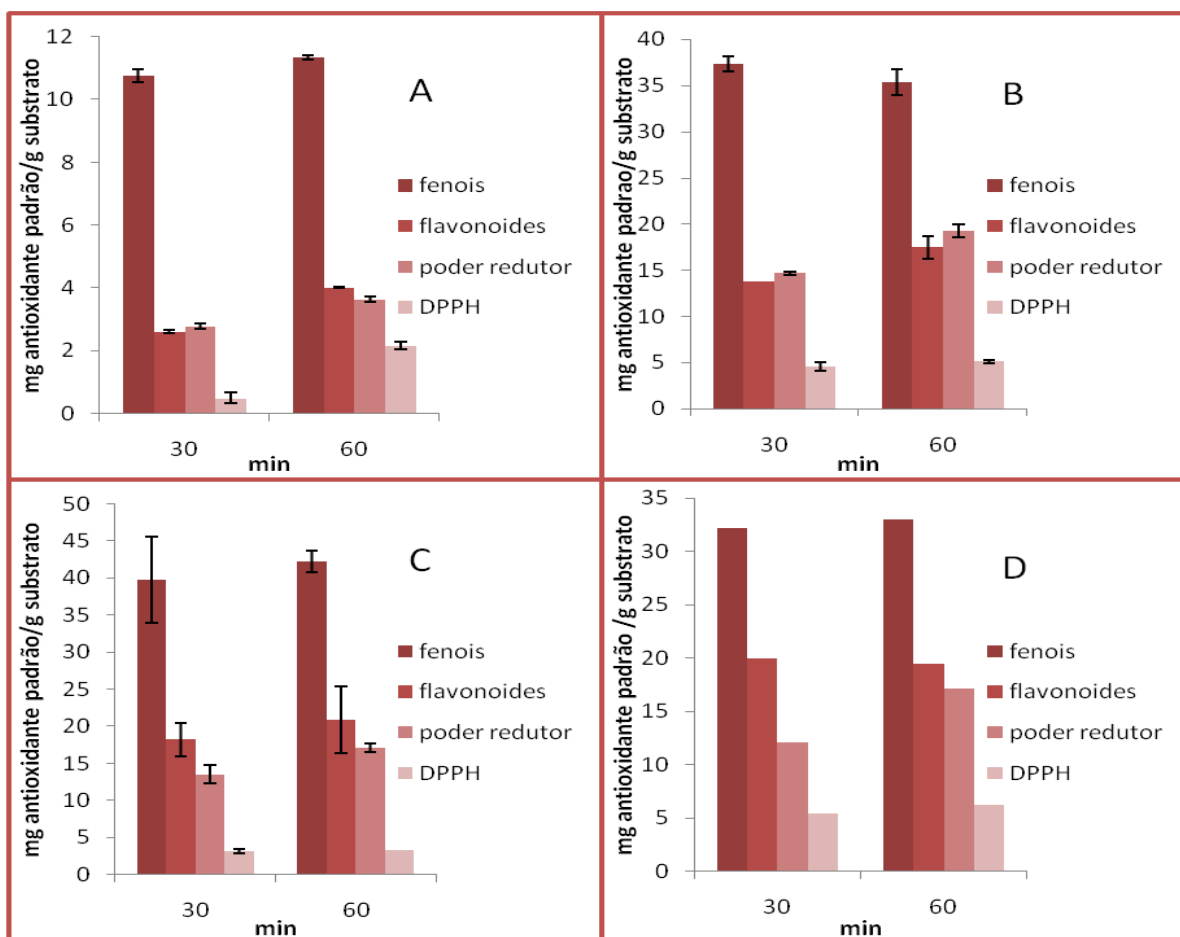 mg antioxidante padrão/g substrato
12
10
8
6
4
2
0
A
fenois
flavonoides
poder redutor
DPPH
30
60
min
mg antioxidante padrao/g substrato
40
35
30
25
20
15
10
5
0
B
fenois
flavonoides
poder redutor
DPPH
30
60
min
mg antioxidante padrão/g substrato
50
45
40
35
30
25
20
15
10
5
0
C
fenois
flavonoides
poder redutor
DPPH
30
60
min
mg antioxidante padrão /g substrato
35
30
25
20
15
10
5
0
D
fenois
flavonoides
poder redutor
DPPH
30
60
min